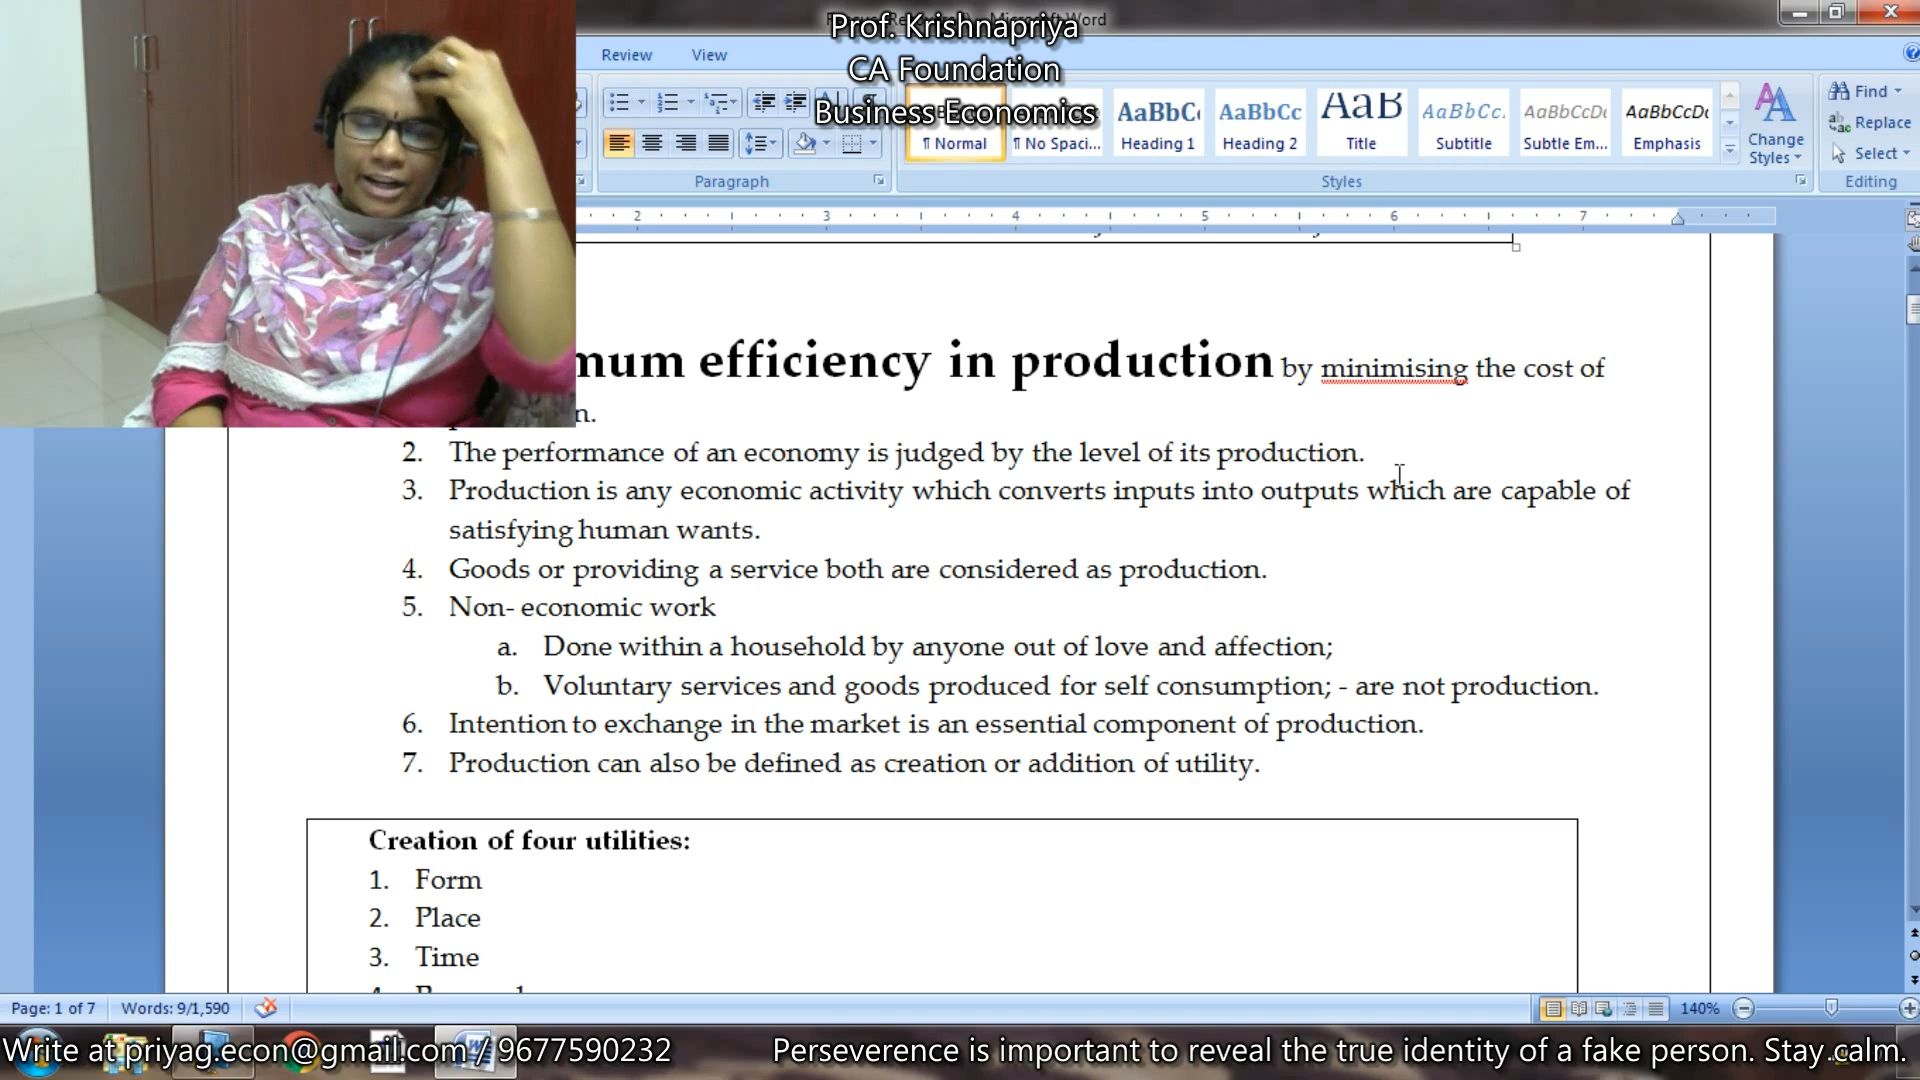 Prof. Krishnapriya
CA Foundation
Business Economics
Microsoft Word
Review View
AaBbC AaBbCc AaB AaBbCc. AaBbCcDc AaBbCcDc
¶ Normal ¶ No Spaci... Heading 1 Heading 2 Title Subtitle Subtle Em... Emphasis
Change Styles
Find
Replace
Select
Paragraph Styles Editing
2 3 4 5 6 7
mum efficiency in production by minimising the cost of
n.
2. The performance of an economy is judged by the level of its production.
3. Production is any economic activity which converts inputs into outputs which are capable of
satisfying human wants.
4. Goods or providing a service both are considered as production.
5. Non- economic work
a. Done within a household by anyone out of love and affection;
b. Voluntary services and goods produced for self consumption; - are not production.
6. Intention to exchange in the market is an essential component of production.
7. Production can also be defined as creation or addition of utility.
Creation of four utilities:
1. Form
2. Place
3. Time
Page: 1 of 7 Words: 9/1,590 140%
Write at priyag.econ@gmail.com / 9677590232 Perseverence is important to reveal the true identity of a fake person. Stay calm.